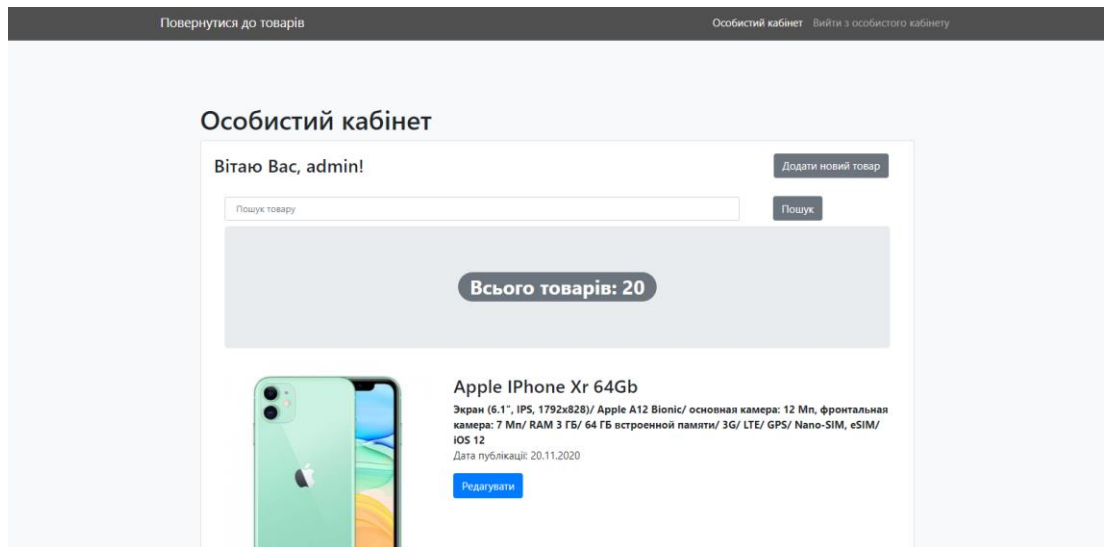 Повернутися до товарів
Особистий кабінет Вийти з особистого кабінету
Особистий кабінет
Вітаю Вас, admin!
Додати новий товар
Пошук товару
Пошук
Всього товарів: 20
Apple IPhone Xr 64Gb
Экран (6.1", IPS, 1792x828)/ Apple A12 Bionic/ основная камера: 12 Мп, фронтальная
камера: 7 Мп/ RAM 3 ГБ/ 64 ГБ встроенной памяти/ 3G/ LTE/ GPS/ Nano-SIM, eSIM/
iOS 12
Дата публікації: 20.11.2020
Редагувати